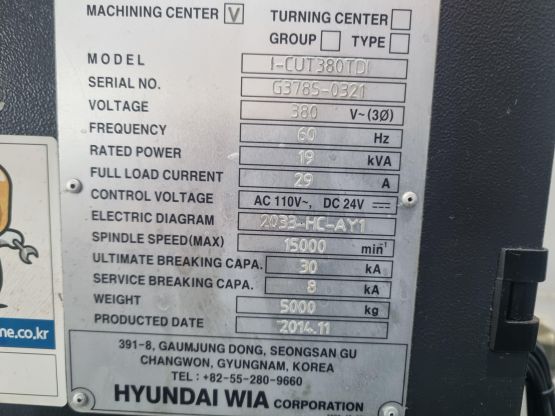 MACHINING CENTER V TURNING CENTER
GROUP TYPE
MODEL I-CUT380TDI
SERIAL NO. G3785-0321
VOLTAGE 380 V~(3Ø)
FREQUENCY 60 Hz
RATED POWER 19 kVA
FULL LOAD CURRENT 29 A
CONTROL VOLTAGE AC 110V~, DC 24V
ELECTRIC DIAGRAM 2033-HC-AY1
SPINDLE SPEED(MAX) 15000 min⁻¹
ULTIMATE BREAKING CAPA. 30 kA
SERVICE BREAKING CAPA. 8 kA
WEIGHT 5000 kg
PRODUCTED DATE 2014.11
391-8, GAUMJUNG DONG, SEONGSAN GU
CHANGWON, GYUNGNAM, KOREA
TEL : +82-55-280-9660
HYUNDAI WIA CORPORATION
ne.co.kr